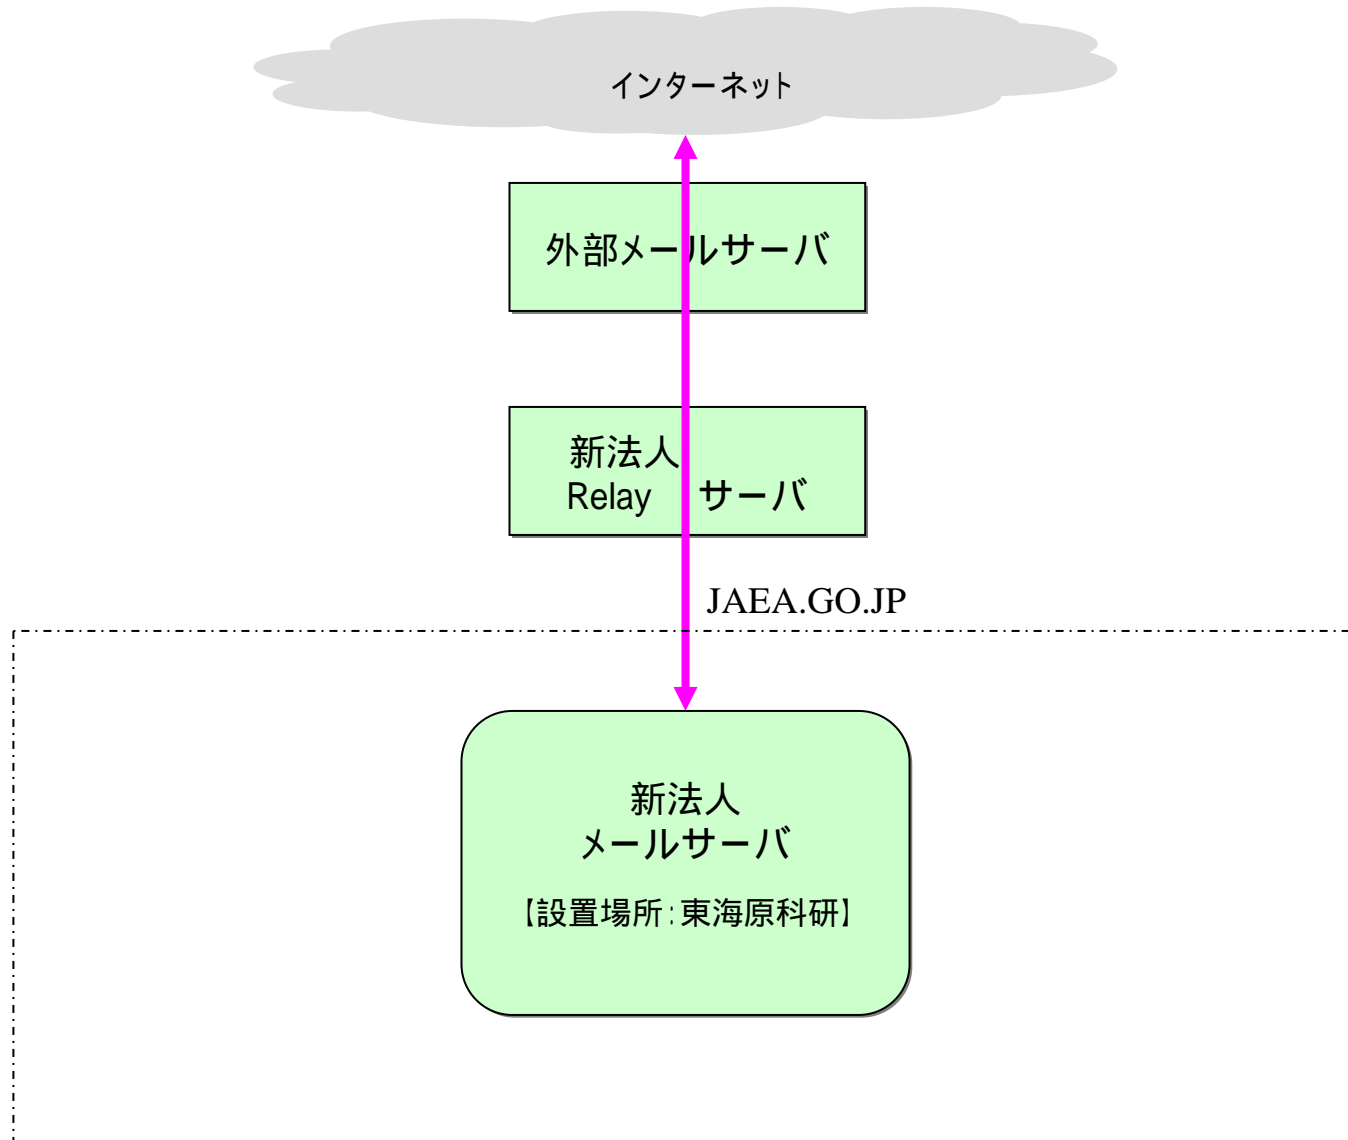 インターネット
外部メールサーバ
新法人
Relay サーバ
JAEA.GO.JP
新法人
メールサーバ
【設置場所:東海原科研】